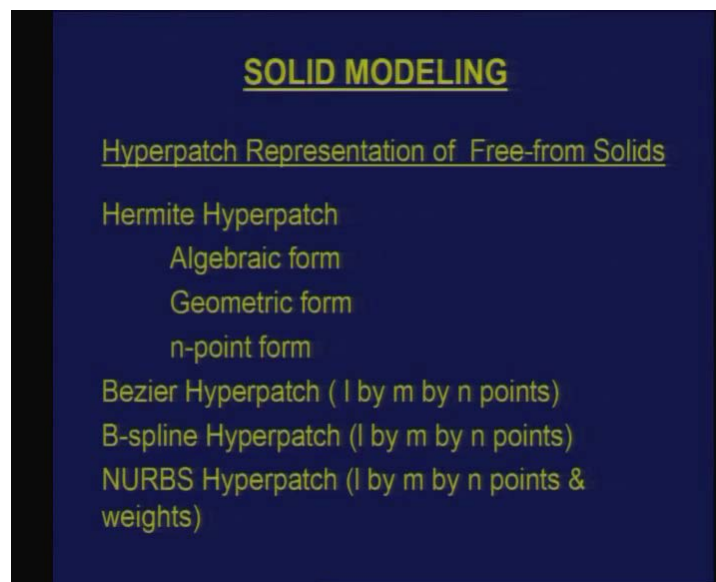 SOLID MODELING
Hyperpatch Representation of Free-from Solids
Hermite Hyperpatch
Algebraic form
Geometric form
n-point form
Bezier Hyperpatch ( l by m by n points)
B-spline Hyperpatch (l by m by n points)
NURBS Hyperpatch (l by m by n points &
weights)